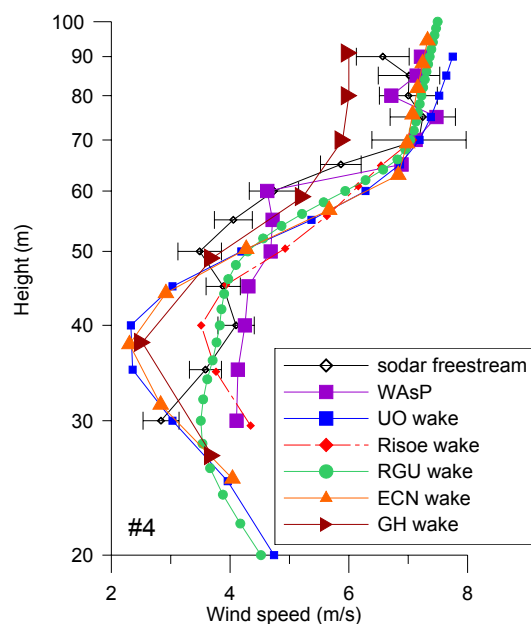 100
90
80
70
60
50
40
30
20
Height (m)
sodar freestream
WAsP
UO wake
Risoe wake
RGU wake
ECN wake
GH wake
#4
2
4
6
8
Wind speed (m/s)